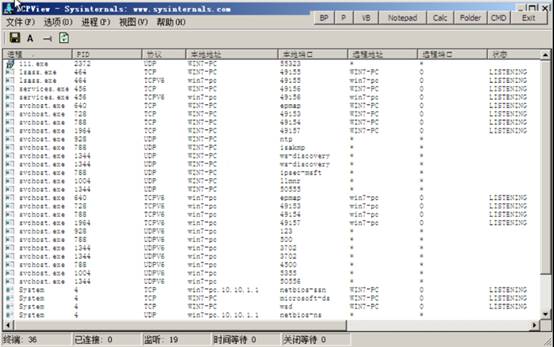 TCPView - Sysinternals: www.sysinternals.com
BP P VB Notepad Calc Folder CMD Exit
文件(F) 选项(O) 进程(P) 视图(V) 帮助(H)
A
进程 PID 协议 本地地址 本地端口 远程地址 远程端口 状态
111.exe 2372 UDP WIN7-PC 55323 * *
lsass.exe 464 TCP WIN7-PC 49155 WIN7-PC 0 LISTENING
lsass.exe 464 TCPV6 win7-pc 49155 win7-pc 0 LISTENING
services.exe 456 TCP WIN7-PC 49156 WIN7-PC 0 LISTENING
services.exe 456 TCPV6 win7-pc 49156 win7-pc 0 LISTENING
svchost.exe 640 TCP WIN7-PC epmap WIN7-PC 0 LISTENING
svchost.exe 728 TCP WIN7-PC 49153 WIN7-PC 0 LISTENING
svchost.exe 788 TCP WIN7-PC 49154 WIN7-PC 0 LISTENING
svchost.exe 1964 TCP WIN7-PC 49157 WIN7-PC 0 LISTENING
svchost.exe 928 UDP WIN7-PC ntp * *
svchost.exe 788 UDP WIN7-PC isakmp * *
svchost.exe 1344 UDP WIN7-PC ws-discovery * *
svchost.exe 1344 UDP WIN7-PC ws-discovery * *
svchost.exe 788 UDP WIN7-PC ipsec-msft * *
svchost.exe 1004 UDP WIN7-PC llmnr * *
svchost.exe 1344 UDP WIN7-PC 50555 * *
svchost.exe 640 TCPV6 win7-pc epmap win7-pc 0 LISTENING
svchost.exe 728 TCPV6 win7-pc 49153 win7-pc 0 LISTENING
svchost.exe 788 TCPV6 win7-pc 49154 win7-pc 0 LISTENING
svchost.exe 1964 TCPV6 win7-pc 49157 win7-pc 0 LISTENING
svchost.exe 928 UDPV6 win7-pc 123 * *
svchost.exe 788 UDPV6 win7-pc 500 * *
svchost.exe 1344 UDPV6 win7-pc 3702 * *
svchost.exe 1344 UDPV6 win7-pc 3702 * *
svchost.exe 788 UDPV6 win7-pc 4500 * *
svchost.exe 1004 UDPV6 win7-pc 5355 * *
svchost.exe 1344 UDPV6 win7-pc 50556 * *
System 4 TCP win7-pc.10.10.1.1 netbios-ssn WIN7-PC 0 LISTENING
System 4 TCP WIN7-PC microsoft-ds WIN7-PC 0 LISTENING
System 4 TCP WIN7-PC wsd WIN7-PC 0 LISTENING
System 4 UDP win7-pc.10.10.1.1 netbios-ns * *
终端: 36 已连接: 0 监听: 19 时间等待 0 关闭等待 0